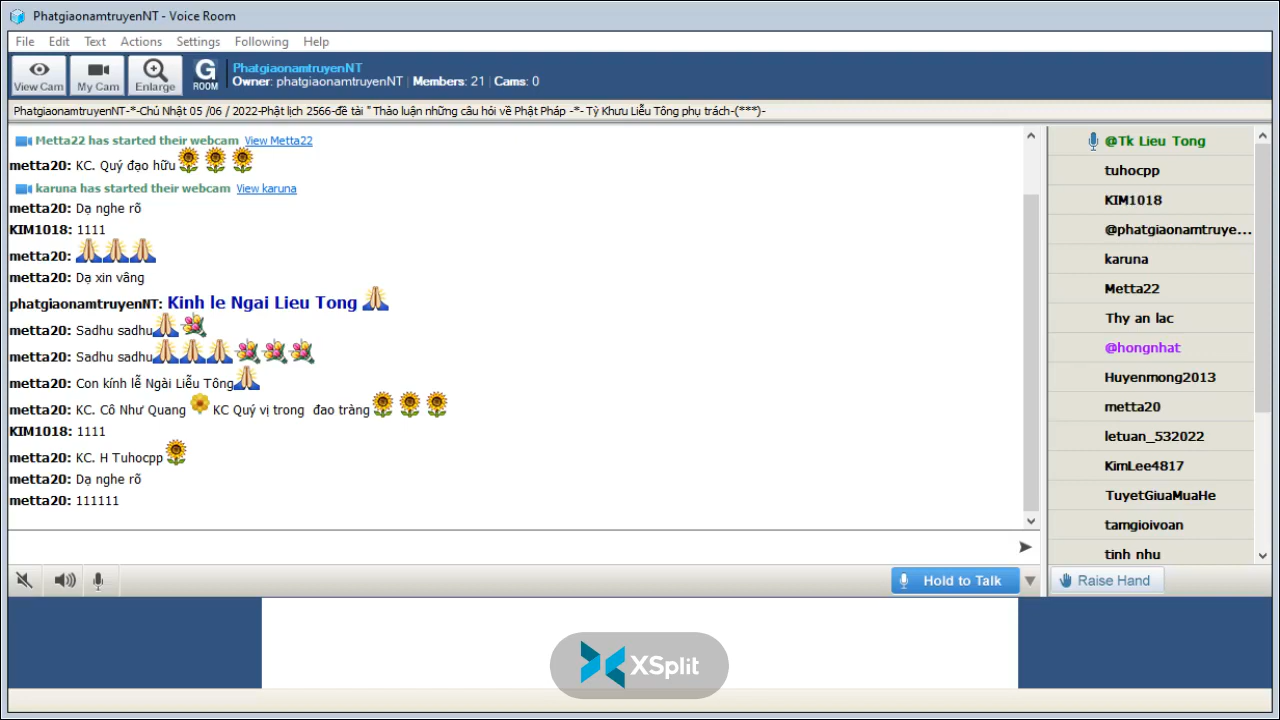 PhatgiaonamtruyenNT - Voice Room
File Edit Text Actions Settings Following Help
View Cam My Cam Enlarge G ROOM
PhatgiaonamtruyenNT
Owner: phatgiaonamtruyenNT | Members: 21 | Cams: 0
PhatgiaonamtruyenNT-*-Chủ Nhật 05 /06 / 2022-Phật lịch 2566-đề tài " Thảo luận những câu hỏi về Phật Pháp -*- Tỳ Khưu Liễu Tông phụ trách-(***)-
Metta22 has started their webcam View Metta22
metta20: KC. Quý đạo hữu
karuna has started their webcam View karuna
metta20: Dạ nghe rõ
KIM1018: 1111
metta20:
metta20: Dạ xin vâng
phatgiaonamtruyenNT: Kinh le Ngai Lieu Tong
metta20: Sadhu sadhu
metta20: Sadhu sadhu
metta20: Con kính lễ Ngài Liễu Tông
metta20: KC. Cô Như Quang KC Quý vị trong đao tràng
KIM1018: 1111
metta20: KC. H Tuhocpp
metta20: Dạ nghe rõ
metta20: 111111
@Tk Lieu Tong
tuhocpp
KIM1018
@phatgiaonamtruye...
karuna
Metta22
Thy an lac
@hongnhat
Huyenmong2013
metta20
letuan_532022
KimLee4817
TuyetGiuaMuaHe
tamgioivoan
tinh nhu
Hold to Talk
Raise Hand
XSplit